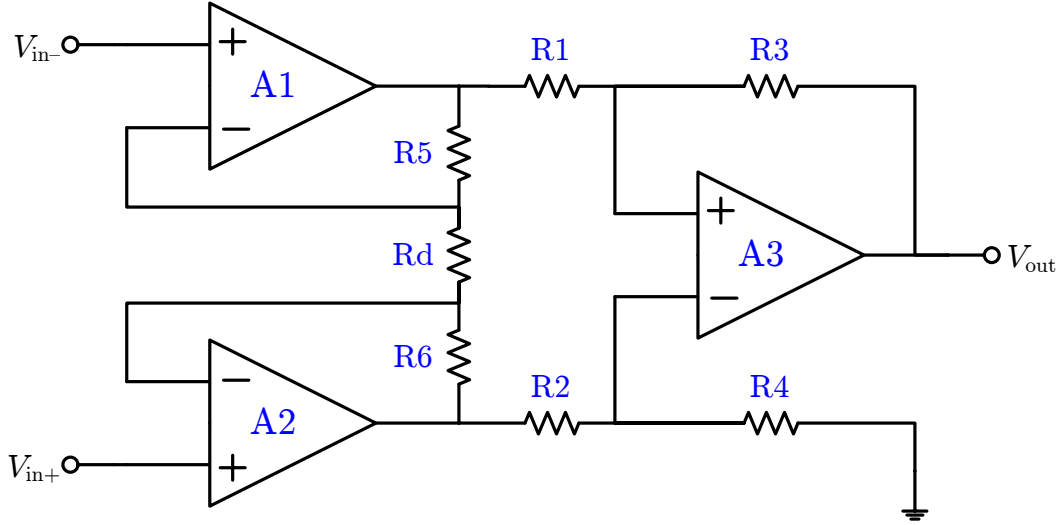 R1
R3
V_in–
+
A1
−
R5
+
Rd
A3
V_out
−
R6
R2
R4
−
A2
V_in+
+